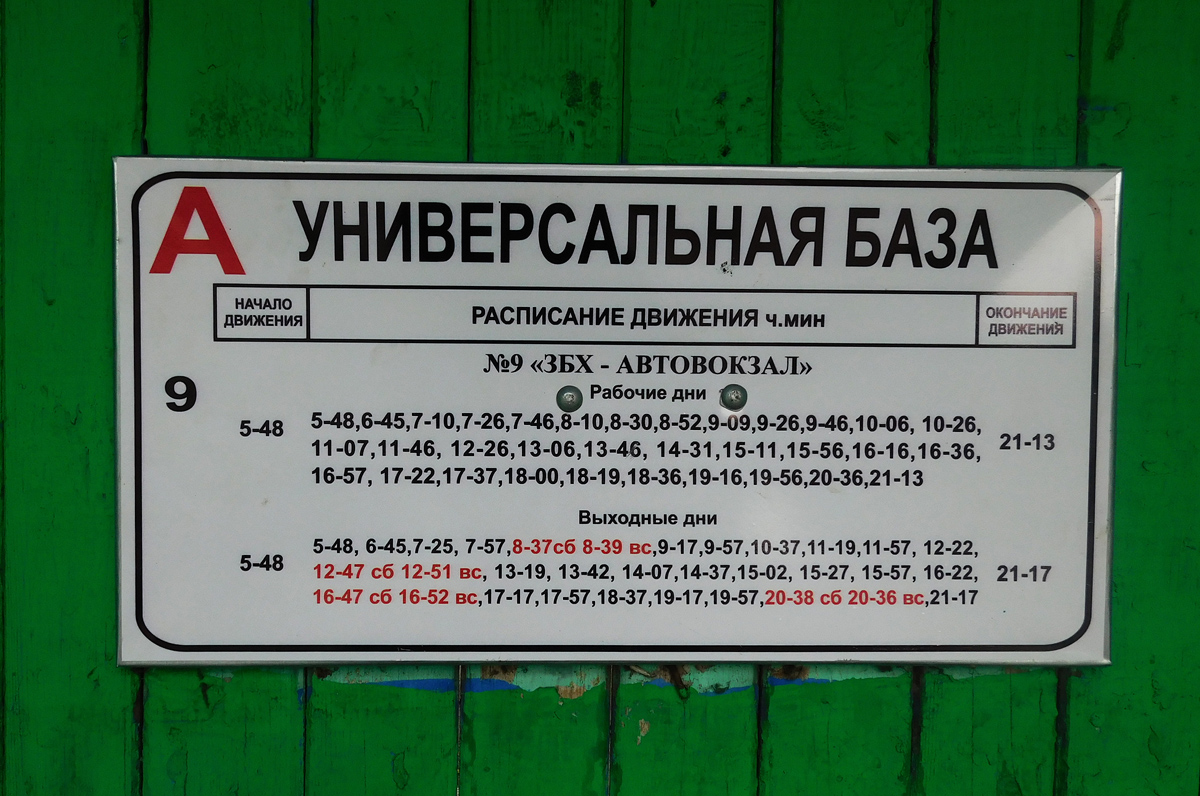 А УНИВЕРСАЛЬНАЯ БАЗА
НАЧАЛО
ДВИЖЕНИЯ
РАСПИСАНИЕ ДВИЖЕНИЯ ч.мин
ОКОНЧАНИЕ
ДВИЖЕНИЯ
№9 «ЗБХ - АВТОВОКЗАЛ»
9
Рабочие дни
5-48
5-48,6-45,7-10,7-26,7-46,8-10,8-30,8-52,9-09,9-26,9-46,10-06, 10-26,
11-07,11-46, 12-26,13-06,13-46, 14-31,15-11,15-56,16-16,16-36,
16-57, 17-22,17-37,18-00,18-19,18-36,19-16,19-56,20-36,21-13
21-13
Выходные дни
5-48
5-48, 6-45,7-25, 7-57,8-37сб 8-39 вс,9-17,9-57,10-37,11-19,11-57, 12-22,
12-47 сб 12-51 вс, 13-19, 13-42, 14-07,14-37,15-02, 15-27, 15-57, 16-22,
16-47 сб 16-52 вс,17-17,17-57,18-37,19-17,19-57,20-38 сб 20-36 вс,21-17
21-17